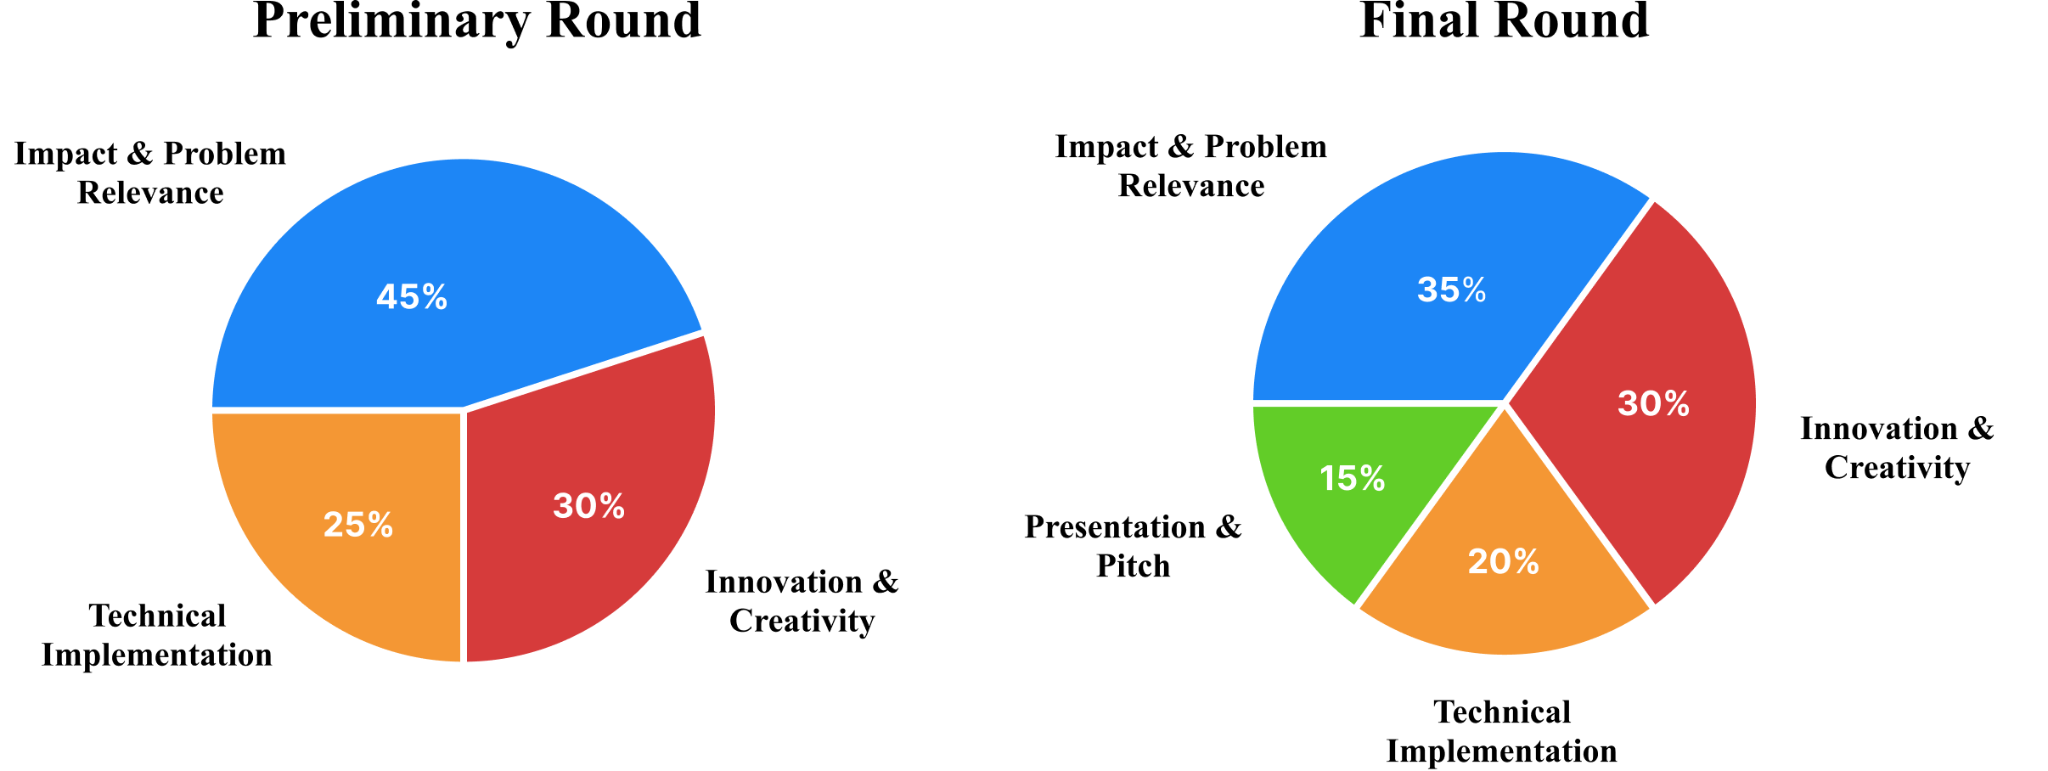 Preliminary Round
Impact & Problem
Relevance
45%
25%
30%
Technical
Implementation
Innovation &
Creativity
Final Round
Impact & Problem
Relevance
35%
30%
Innovation &
Creativity
15%
Presentation &
Pitch
20%
Technical
Implementation